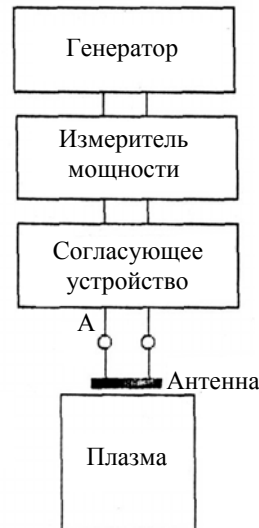 Генератор
Измеритель
мощности
Согласующее
устройство
А
Антенна
Плазма